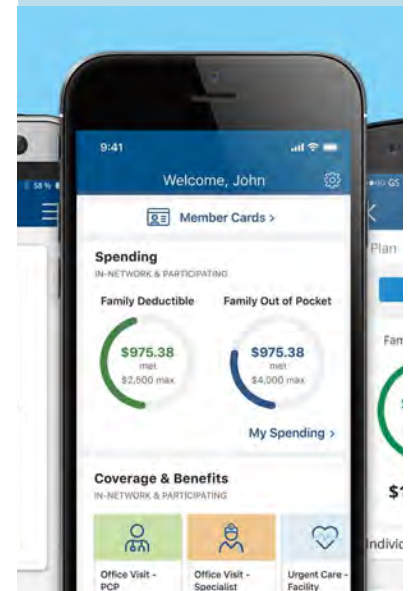 9:41
58%
Welcome, John
Member Cards >
Spending
IN-NETWORK & PARTICIPATING
Family Deductible
Family Out of Pocket
$975.38
met
$2,500 max
$975.38
met
$4,000 max
My Spending >
Coverage & Benefits
IN-NETWORK & PARTICIPATING
Office Visit -
PCP
Office Visit -
Specialist
Urgent Care -
Facility
GS
Plan